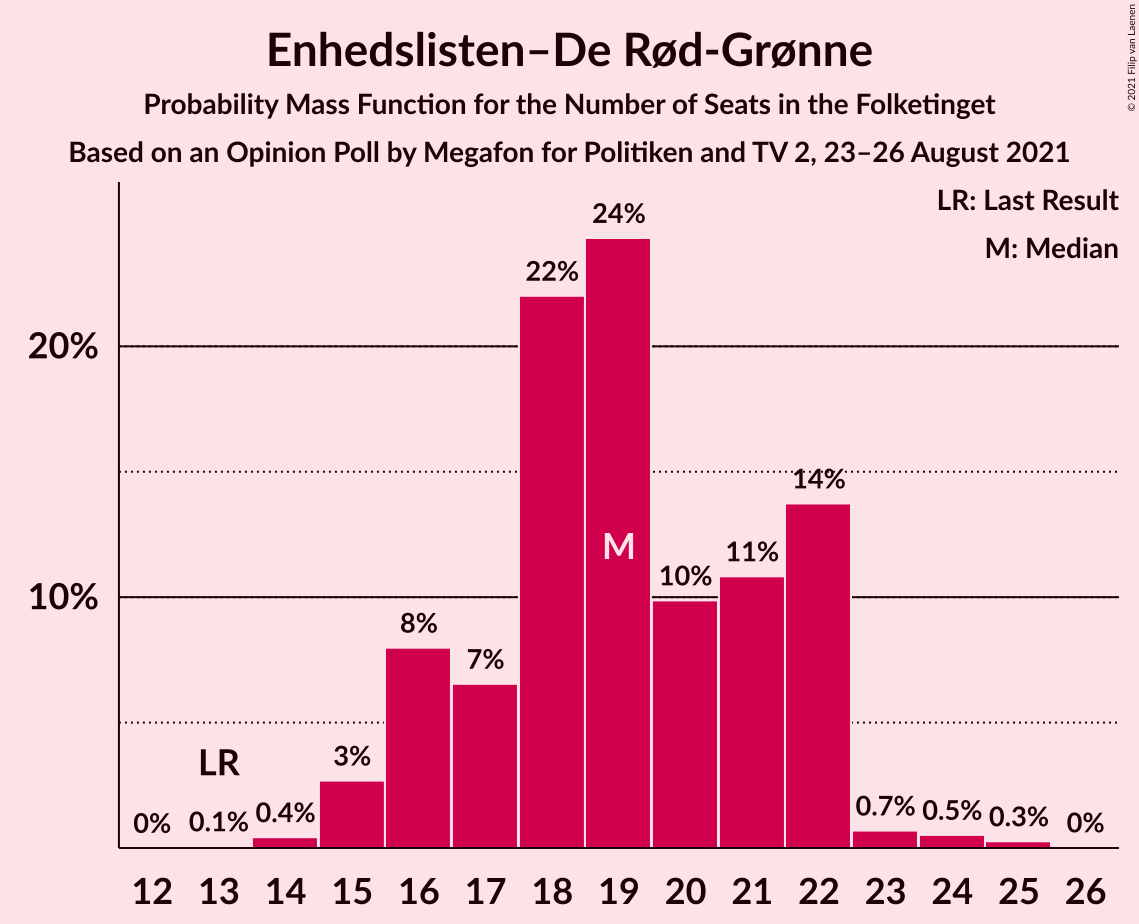 Enhedslisten–De Rød-Grønne
Probability Mass Function for the Number of Seats in the Folketinget
Based on an Opinion Poll by Megafon for Politiken and TV 2, 23–26 August 2021
© 2021 Filip van Laenen
LR: Last Result
M: Median
20%
10%
0%
0.1%
0.4%
3%
8%
7%
22%
24%
10%
11%
14%
0.7%
0.5%
0.3%
0%
LR
M
12 13 14 15 16 17 18 19 20 21 22 23 24 25 26